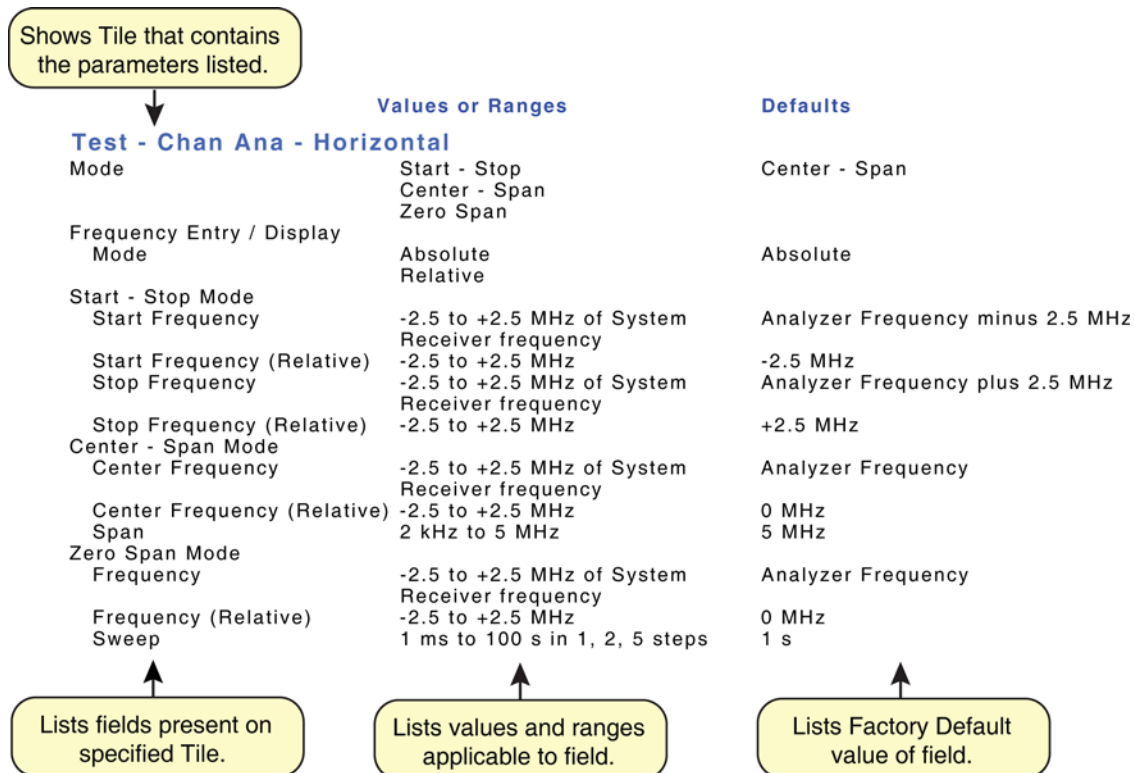 Shows Tile that contains
the parameters listed.
Values or Ranges Defaults
Test - Chan Ana - Horizontal
Mode Start - Stop Center - Span
Center - Span
Zero Span
Frequency Entry / Display
Mode Absolute Absolute
Relative
Start - Stop Mode
Start Frequency -2.5 to +2.5 MHz of System Analyzer Frequency minus 2.5 MHz
Receiver frequency
Start Frequency (Relative) -2.5 to +2.5 MHz -2.5 MHz
Stop Frequency -2.5 to +2.5 MHz of System Analyzer Frequency plus 2.5 MHz
Receiver frequency
Stop Frequency (Relative) -2.5 to +2.5 MHz +2.5 MHz
Center - Span Mode
Center Frequency -2.5 to +2.5 MHz of System Analyzer Frequency
Receiver frequency
Center Frequency (Relative) -2.5 to +2.5 MHz 0 MHz
Span 2 kHz to 5 MHz 5 MHz
Zero Span Mode
Frequency -2.5 to +2.5 MHz of System Analyzer Frequency
Receiver frequency
Frequency (Relative) -2.5 to +2.5 MHz 0 MHz
Sweep 1 ms to 100 s in 1, 2, 5 steps 1 s
Lists fields present on
specified Tile.
Lists values and ranges
applicable to field.
Lists Factory Default
value of field.